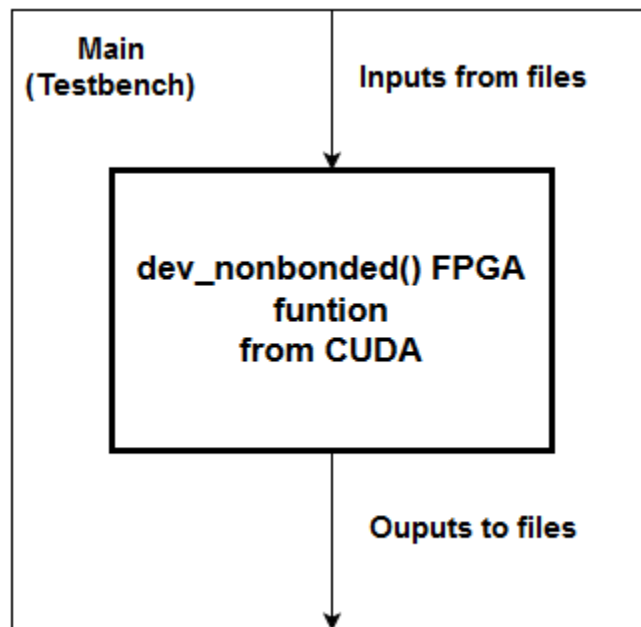 Main
(Testbench)
Inputs from files
dev_nonbonded() FPGA
funtion
from CUDA
Ouputs to files